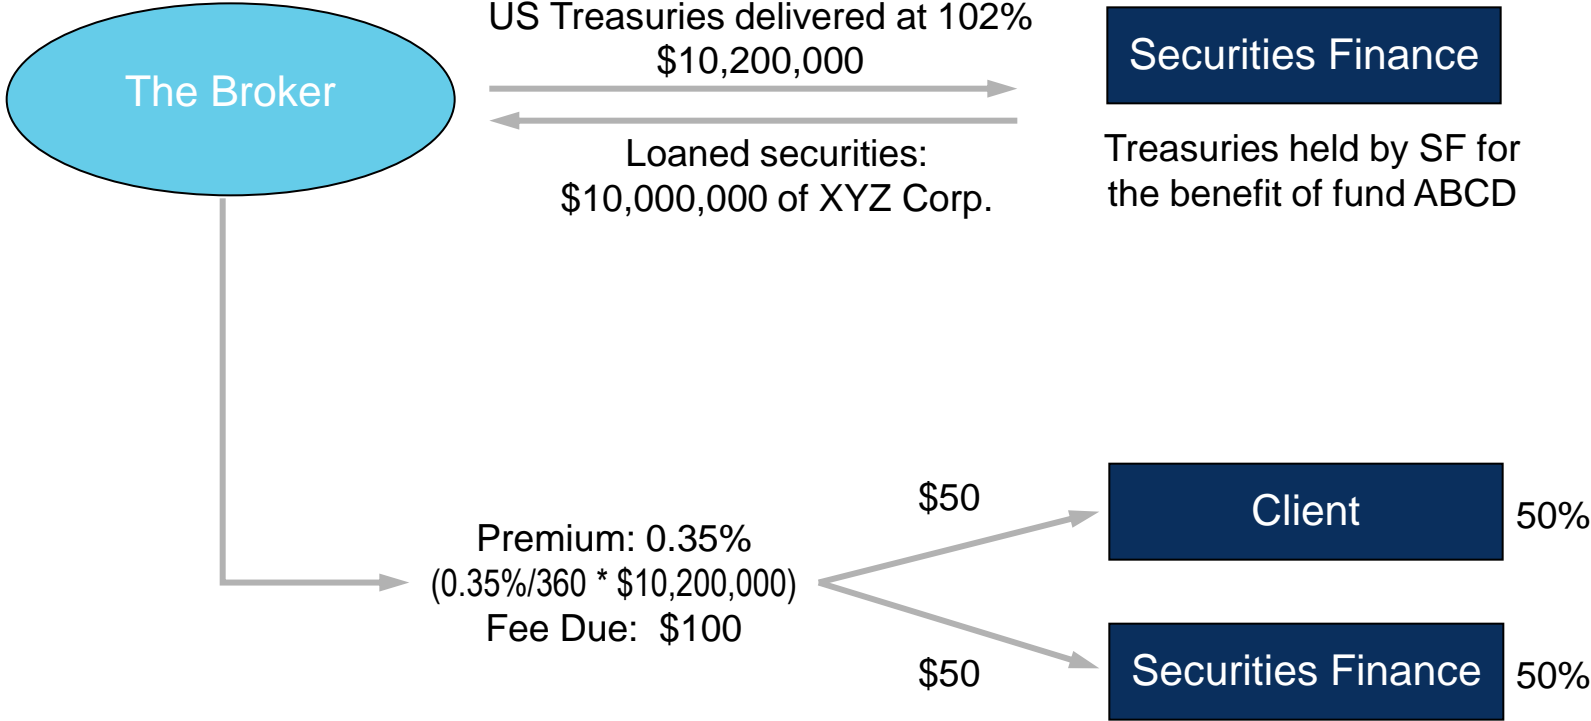 The Broker
US Treasuries delivered at 102%
$10,200,000
Loaned securities:
$10,000,000 of XYZ Corp.
Securities Finance
Treasuries held by SF for
the benefit of fund ABCD
Premium: 0.35%
(0.35%/360 * $10,200,000)
Fee Due: $100
$50
Client
50%
$50
Securities Finance
50%